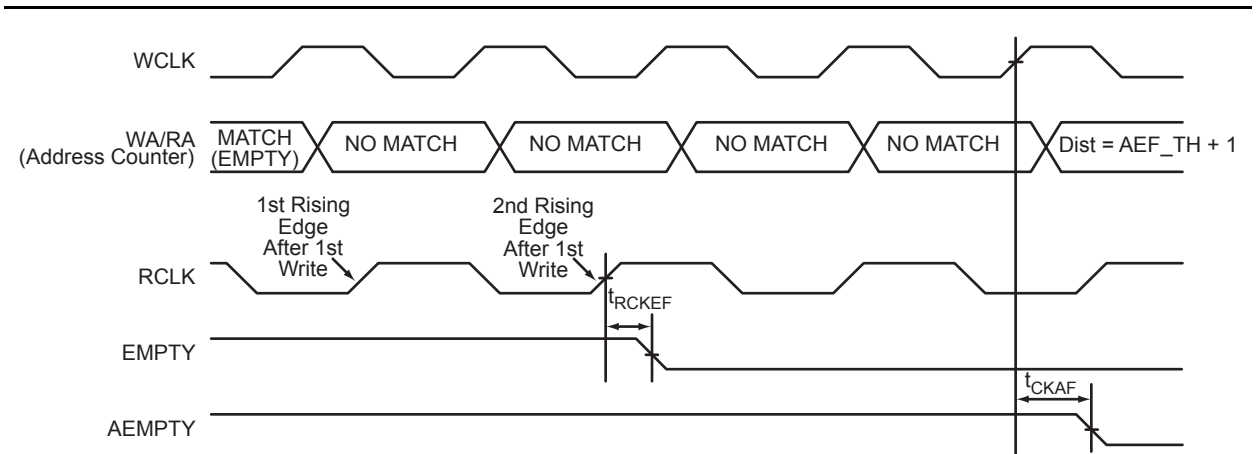 WCLK
WA/RA
(Address Counter)
MATCH
(EMPTY)
NO MATCH
NO MATCH
NO MATCH
NO MATCH
Dist = AEF_TH + 1
1st Rising
Edge
After 1st
Write
2nd Rising
Edge
After 1st
Write
RCLK
tRCKEF
EMPTY
tCKAF
AEMPTY